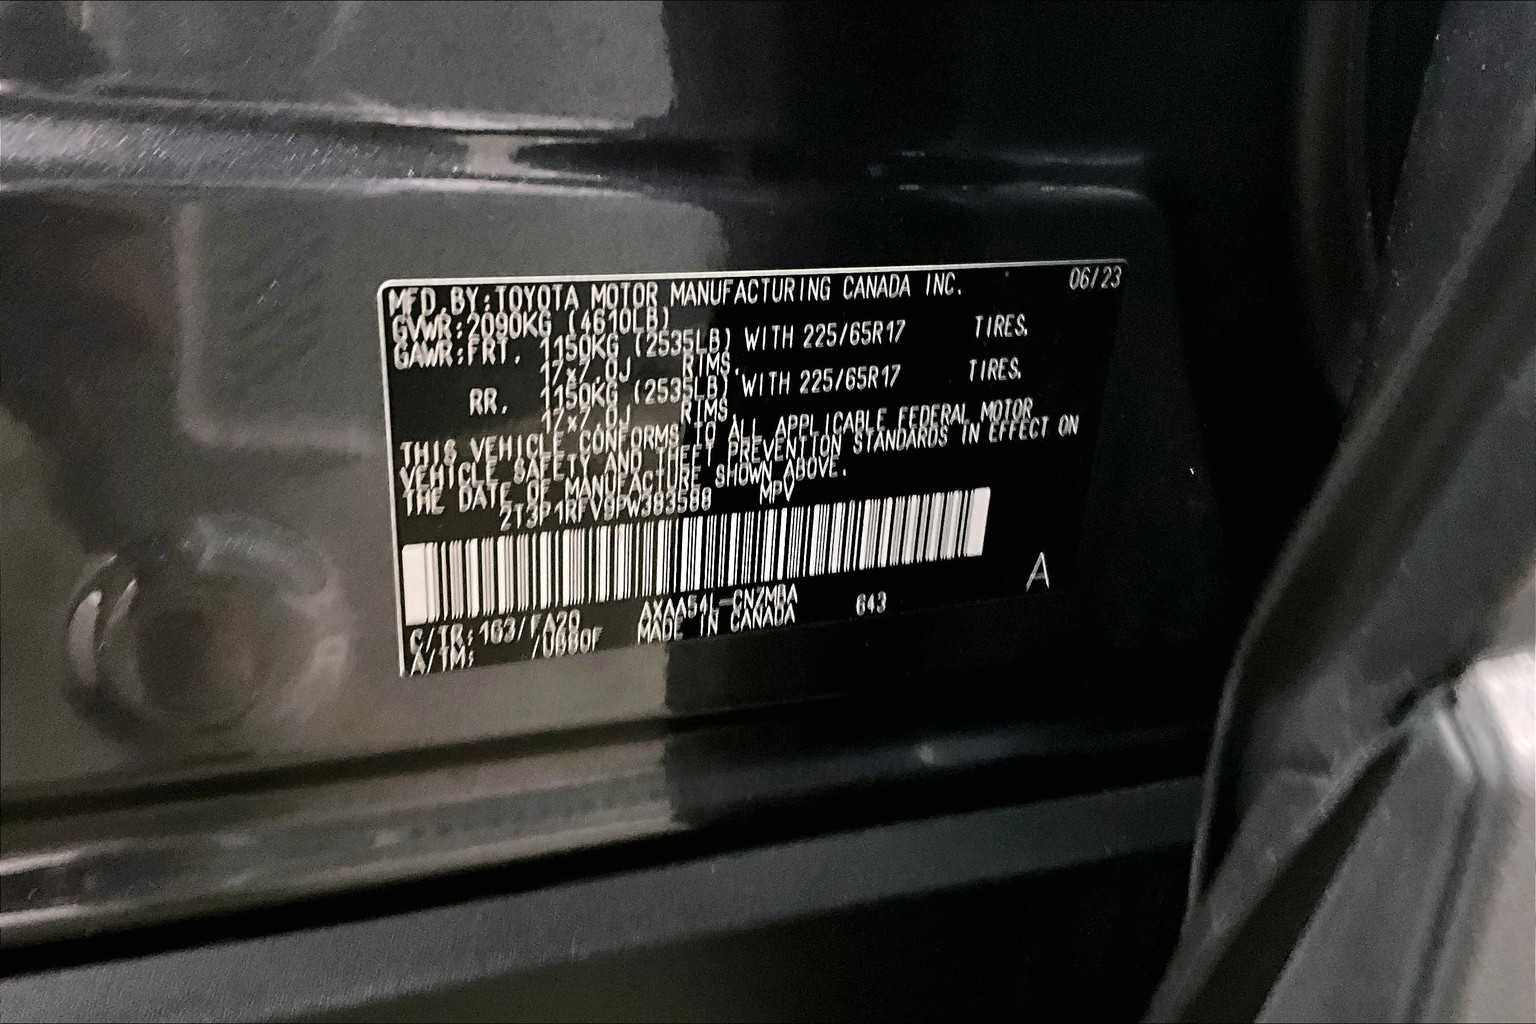 MFD.BY:TOYOTA MOTOR MANUFACTURING CANADA INC. 06/23
GVWR:2090KG (4610LB)
GAWR:FRT. 1150KG (2535LB) WITH 225/65R17 TIRES,
17x7.0J RIMS.
RR. 1150KG (2535LB) WITH 225/65R17 TIRES,
17x7.0J RIMS.
THIS VEHICLE CONFORMS TO ALL APPLICABLE FEDERAL MOTOR
VEHICLE SAFETY AND THEFT PREVENTION STANDARDS IN EFFECT ON
THE DATE OF MANUFACTURE SHOWN ABOVE.
2T3P1RFV9PW383588 MPV
A
C/TR:1G3/FA20 AXAA54L-CNZMBA 643
A/TM: /UB80F MADE IN CANADA